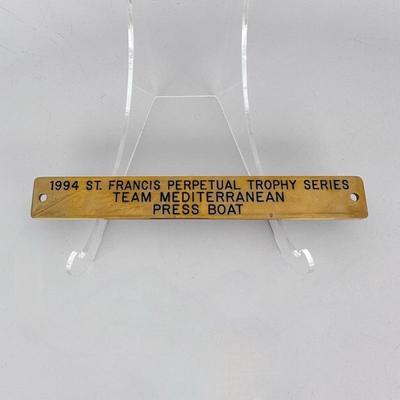 1994 ST. FRANCIS PERPETUAL TROPHY SERIES
TEAM MEDITERRANEAN
PRESS BOAT